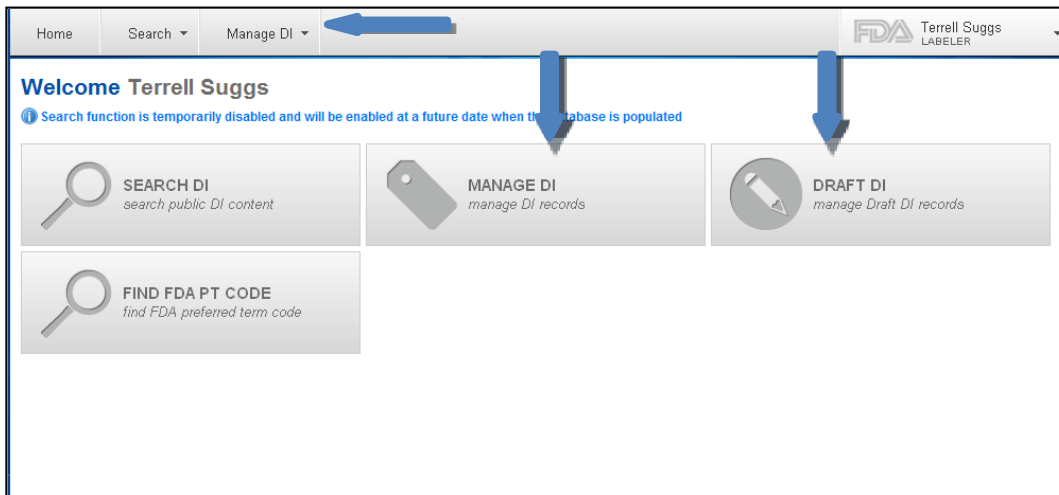 Home Search Manage DI FDA Terrell Suggs
LABELER
Welcome Terrell Suggs
Search function is temporarily disabled and will be enabled at a future date when the database is populated
SEARCH DI
search public DI content
MANAGE DI
manage DI records
DRAFT DI
manage Draft DI records
FIND FDA PT CODE
find FDA preferred term code